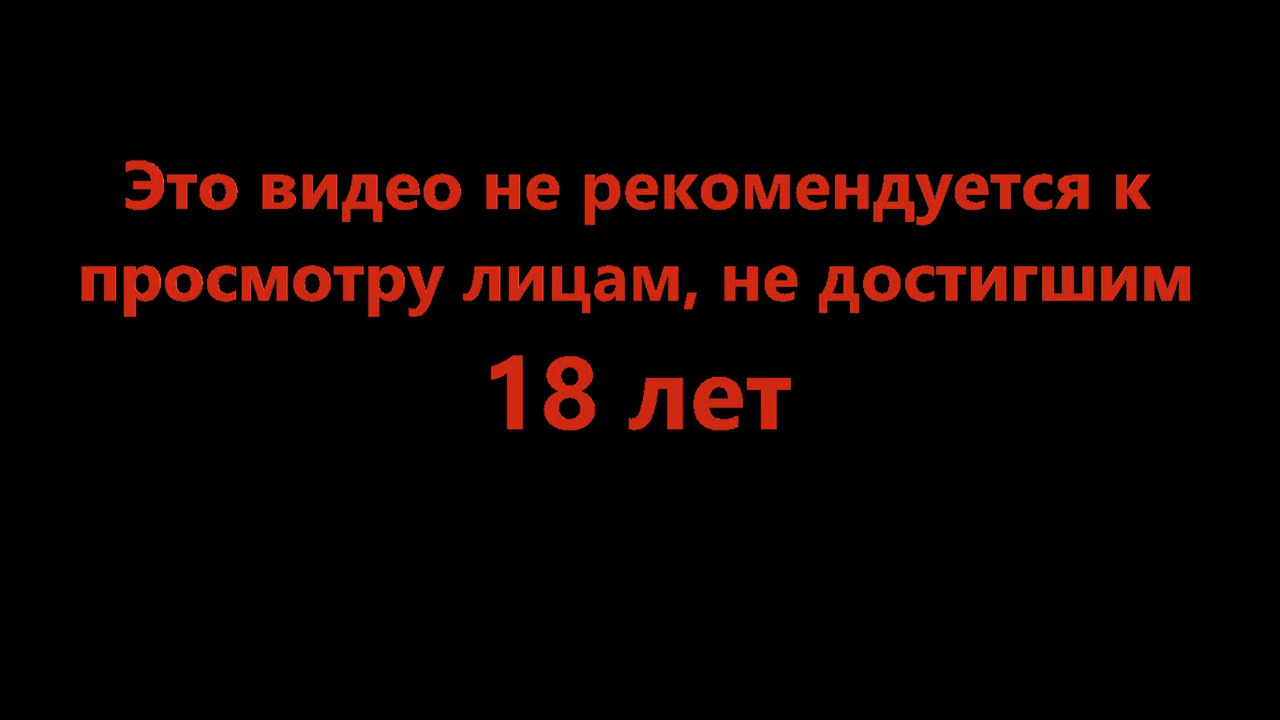 Это видео не рекомендуется к
просмотру лицам, не достигшим
18 лет